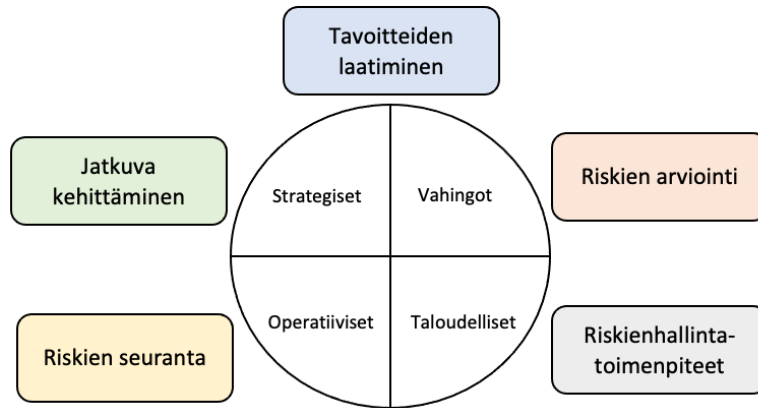 Tavoitteiden
laatiminen
Jatkuva
kehittäminen
Riskien arviointi
Strategiset
Vahingot
Operatiiviset
Taloudelliset
Riskien seuranta
Riskienhallinta-
toimenpiteet